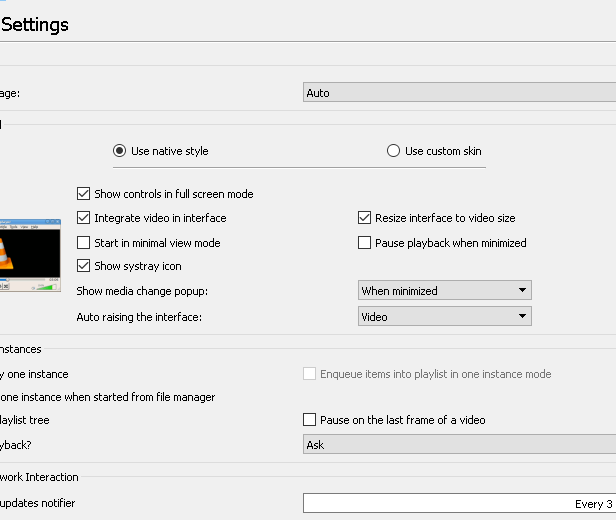 Settings
age:
Auto
Use native style
Use custom skin
Show controls in full screen mode
Integrate video in interface
Resize interface to video size
Start in minimal view mode
Pause playback when minimized
Show systray icon
Show media change popup:
When minimized
Auto raising the interface:
Video
nstances
y one instance
Enqueue items into playlist in one instance mode
one instance when started from file manager
laylist tree
Pause on the last frame of a video
yback?
Ask
work Interaction
updates notifier
Every 3